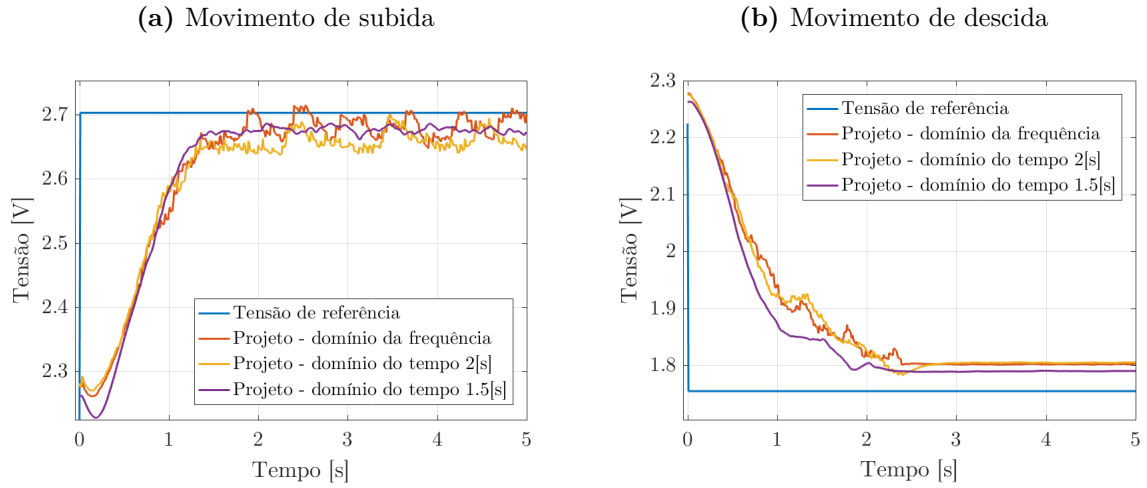 (a) Movimento de subida
2.7
2.6
2.5
2.4
2.3
Tensão [V]
Tensão de referência
Projeto - domínio da frequência
Projeto - domínio do tempo 2[s]
Projeto - domínio do tempo 1.5[s]
0 1 2 3 4 5
Tempo [s]
(b) Movimento de descida
2.3
2.2
2.1
2
1.9
1.8
Tensão [V]
Tensão de referência
Projeto - domínio da frequência
Projeto - domínio do tempo 2[s]
Projeto - domínio do tempo 1.5[s]
0 1 2 3 4 5
Tempo [s]